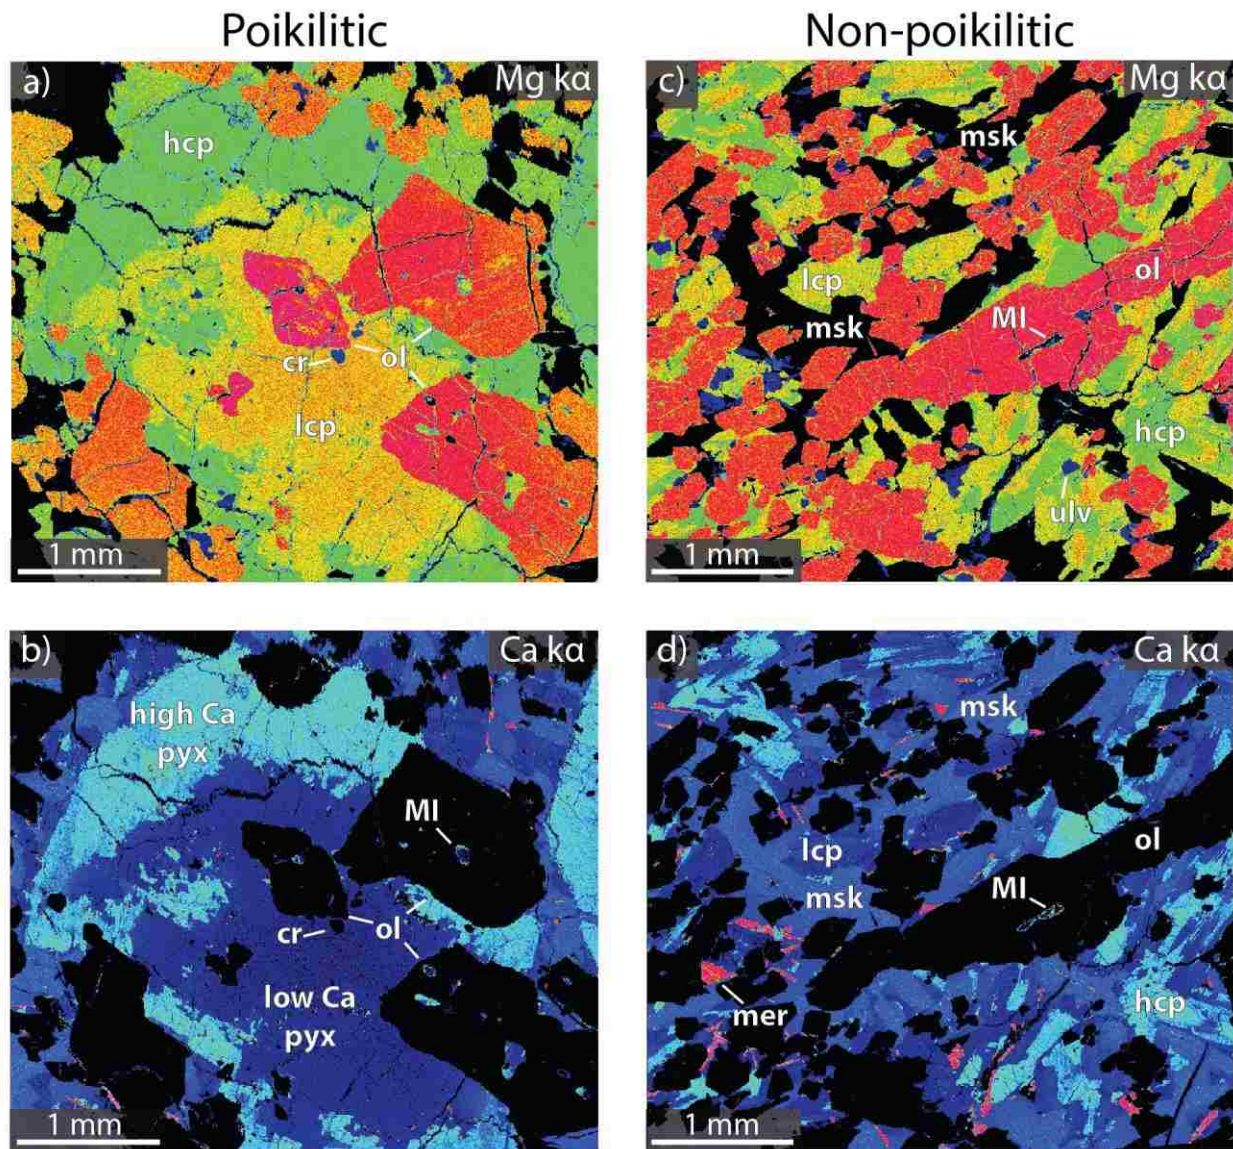 Poikilitic
Non-poikilitic
a)
Mg kα
hcp
cr
ol
lcp
1 mm
c)
Mg kα
msk
lcp
ol
MI
msk
hcp
ulv
1 mm
b)
Ca kα
high Ca
pyx
MI
cr
ol
low Ca
pyx
1 mm
d)
Ca kα
msk
lcp
ol
MI
msk
mer
hcp
1 mm